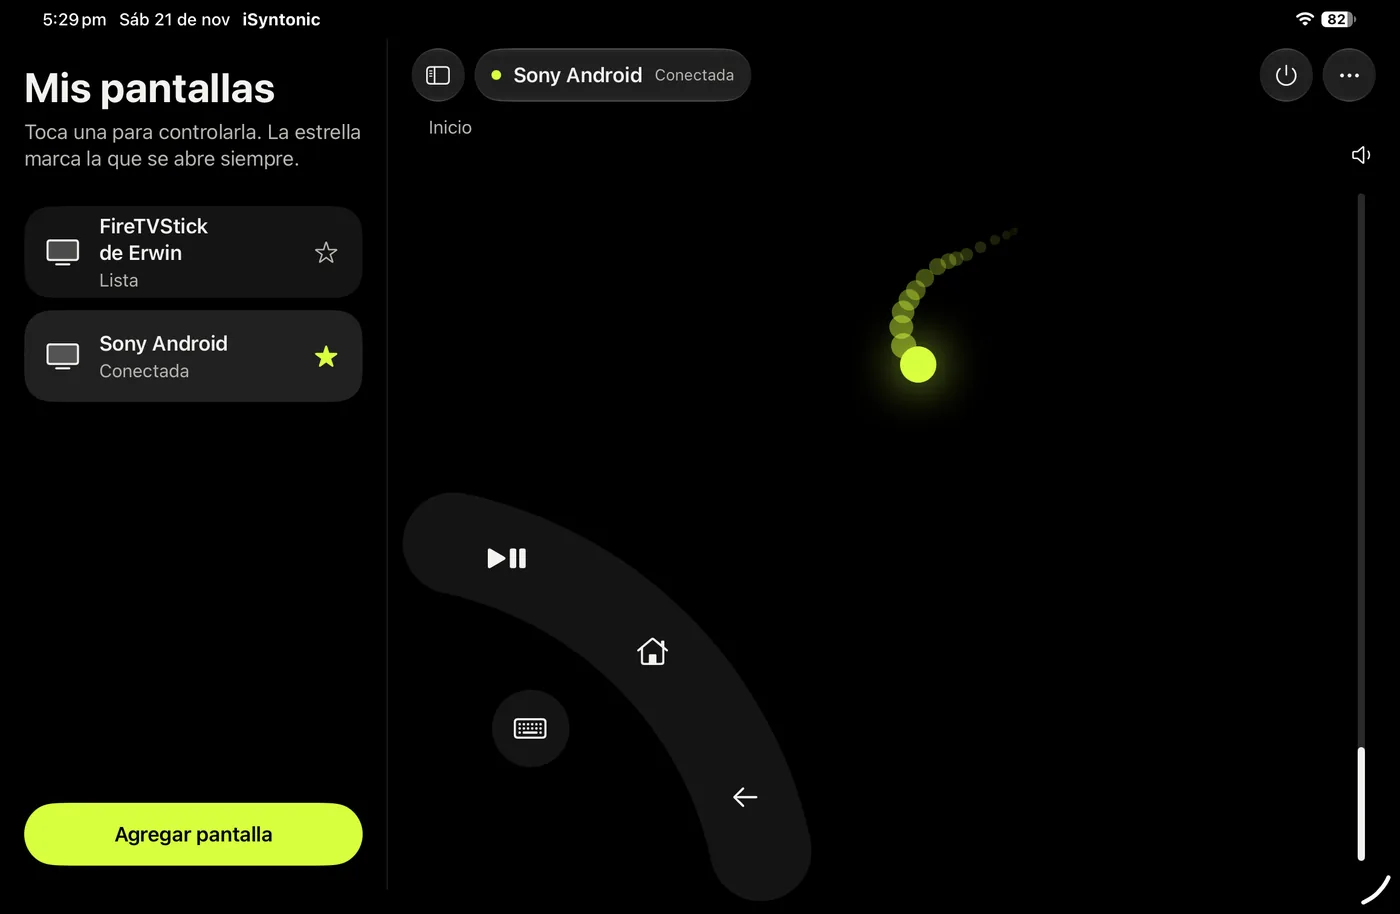 5:29 pm Sáb 21 de nov iSyntonic
82
Mis pantallas
Toca una para controlarla. La estrella
marca la que se abre siempre.
FireTVStick
de Erwin
Lista
Sony Android
Conectada
Agregar pantalla
Sony Android Conectada
Inicio